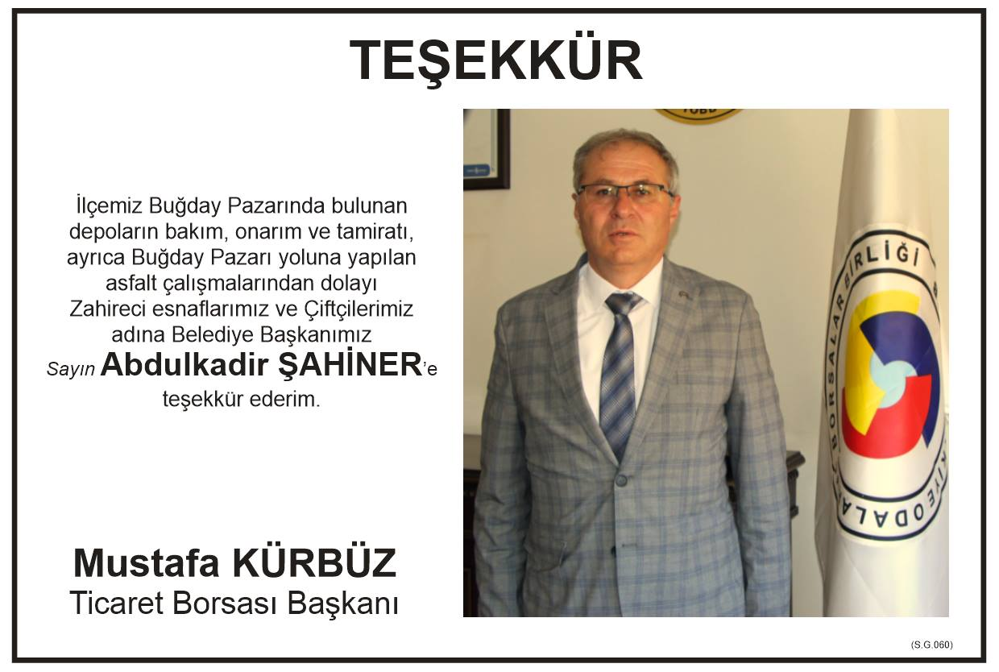 TEŞEKKÜR
TOBB
İlçemiz Buğday Pazarında bulunan
depoların bakım, onarım ve tamiratı,
ayrıca Buğday Pazarı yoluna yapılan
asfalt çalışmalarından dolayı
Zahireci esnaflarımız ve Çiftçilerimiz
adına Belediye Başkanımız
Sayın Abdulkadir ŞAHİNER'e
teşekkür ederim.
BORSALAR BİRLİĞİ
ODALA
Mustafa KÜRBÜZ
Ticaret Borsası Başkanı
(S.G.060)